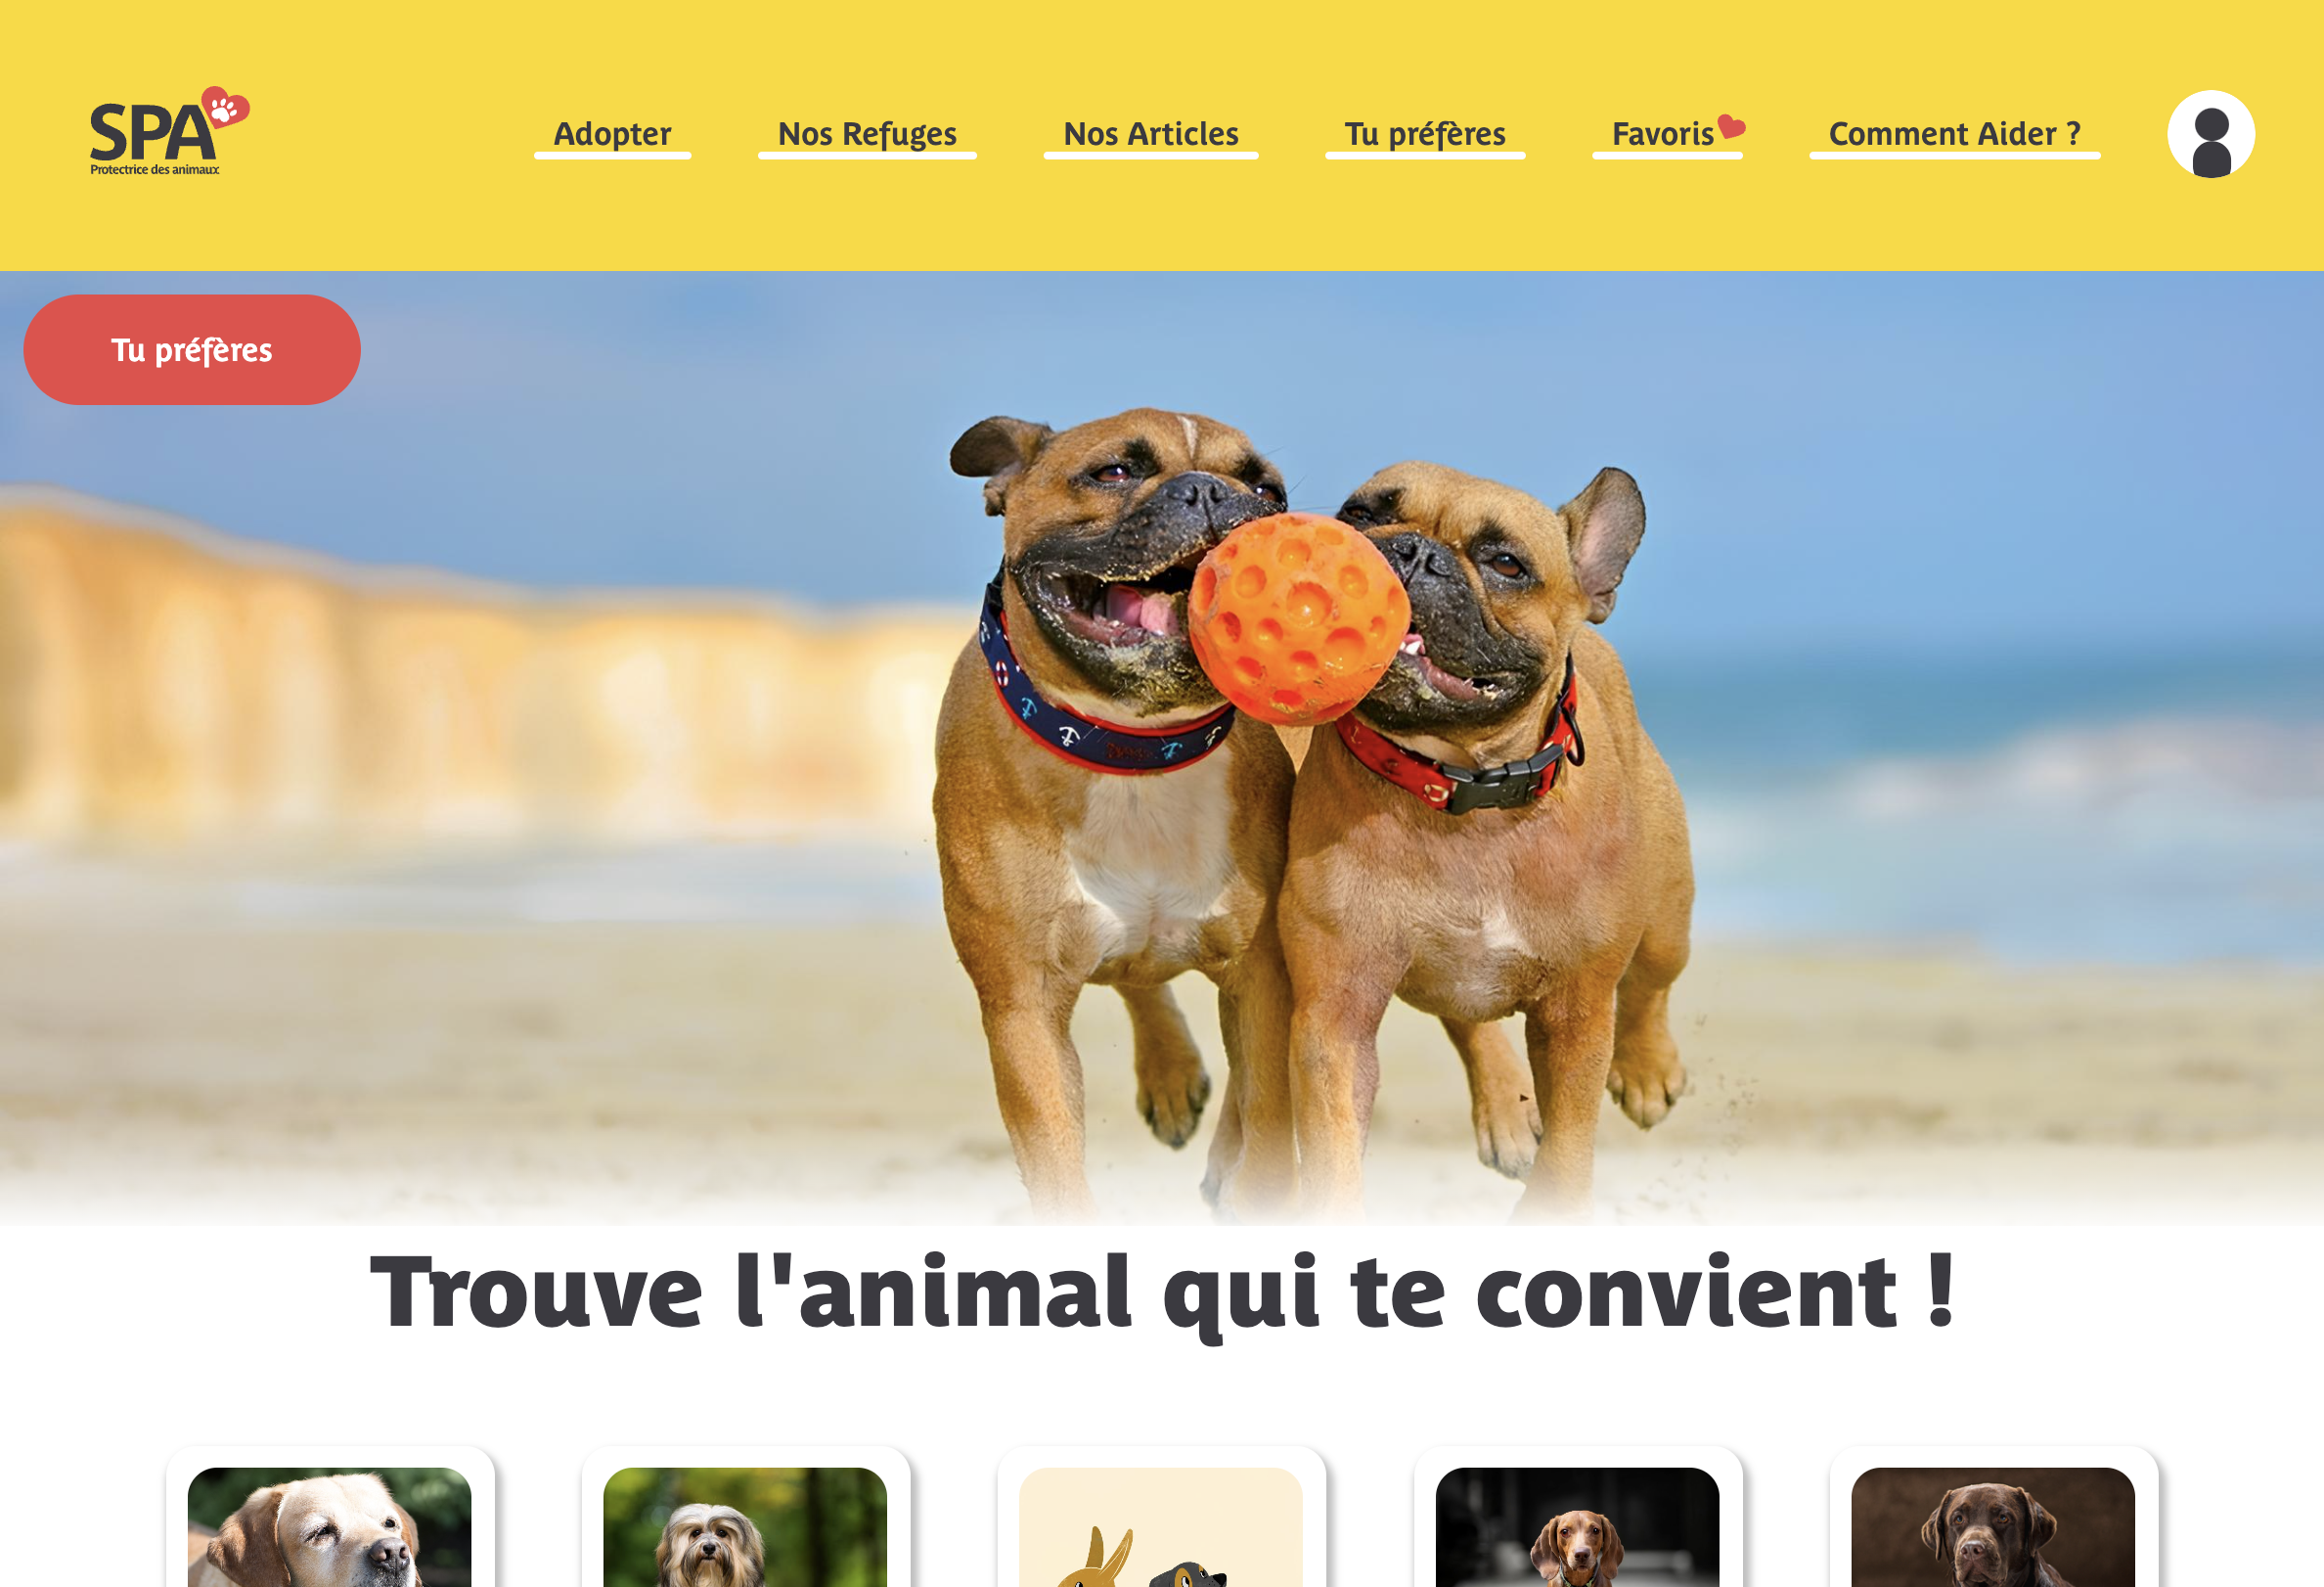 SPA
Protectrice des animaux
Adopter
Nos Refuges
Nos Articles
Tu préfères
Favoris
Comment Aider ?
Tu préfères
Trouve l'animal qui te convient !